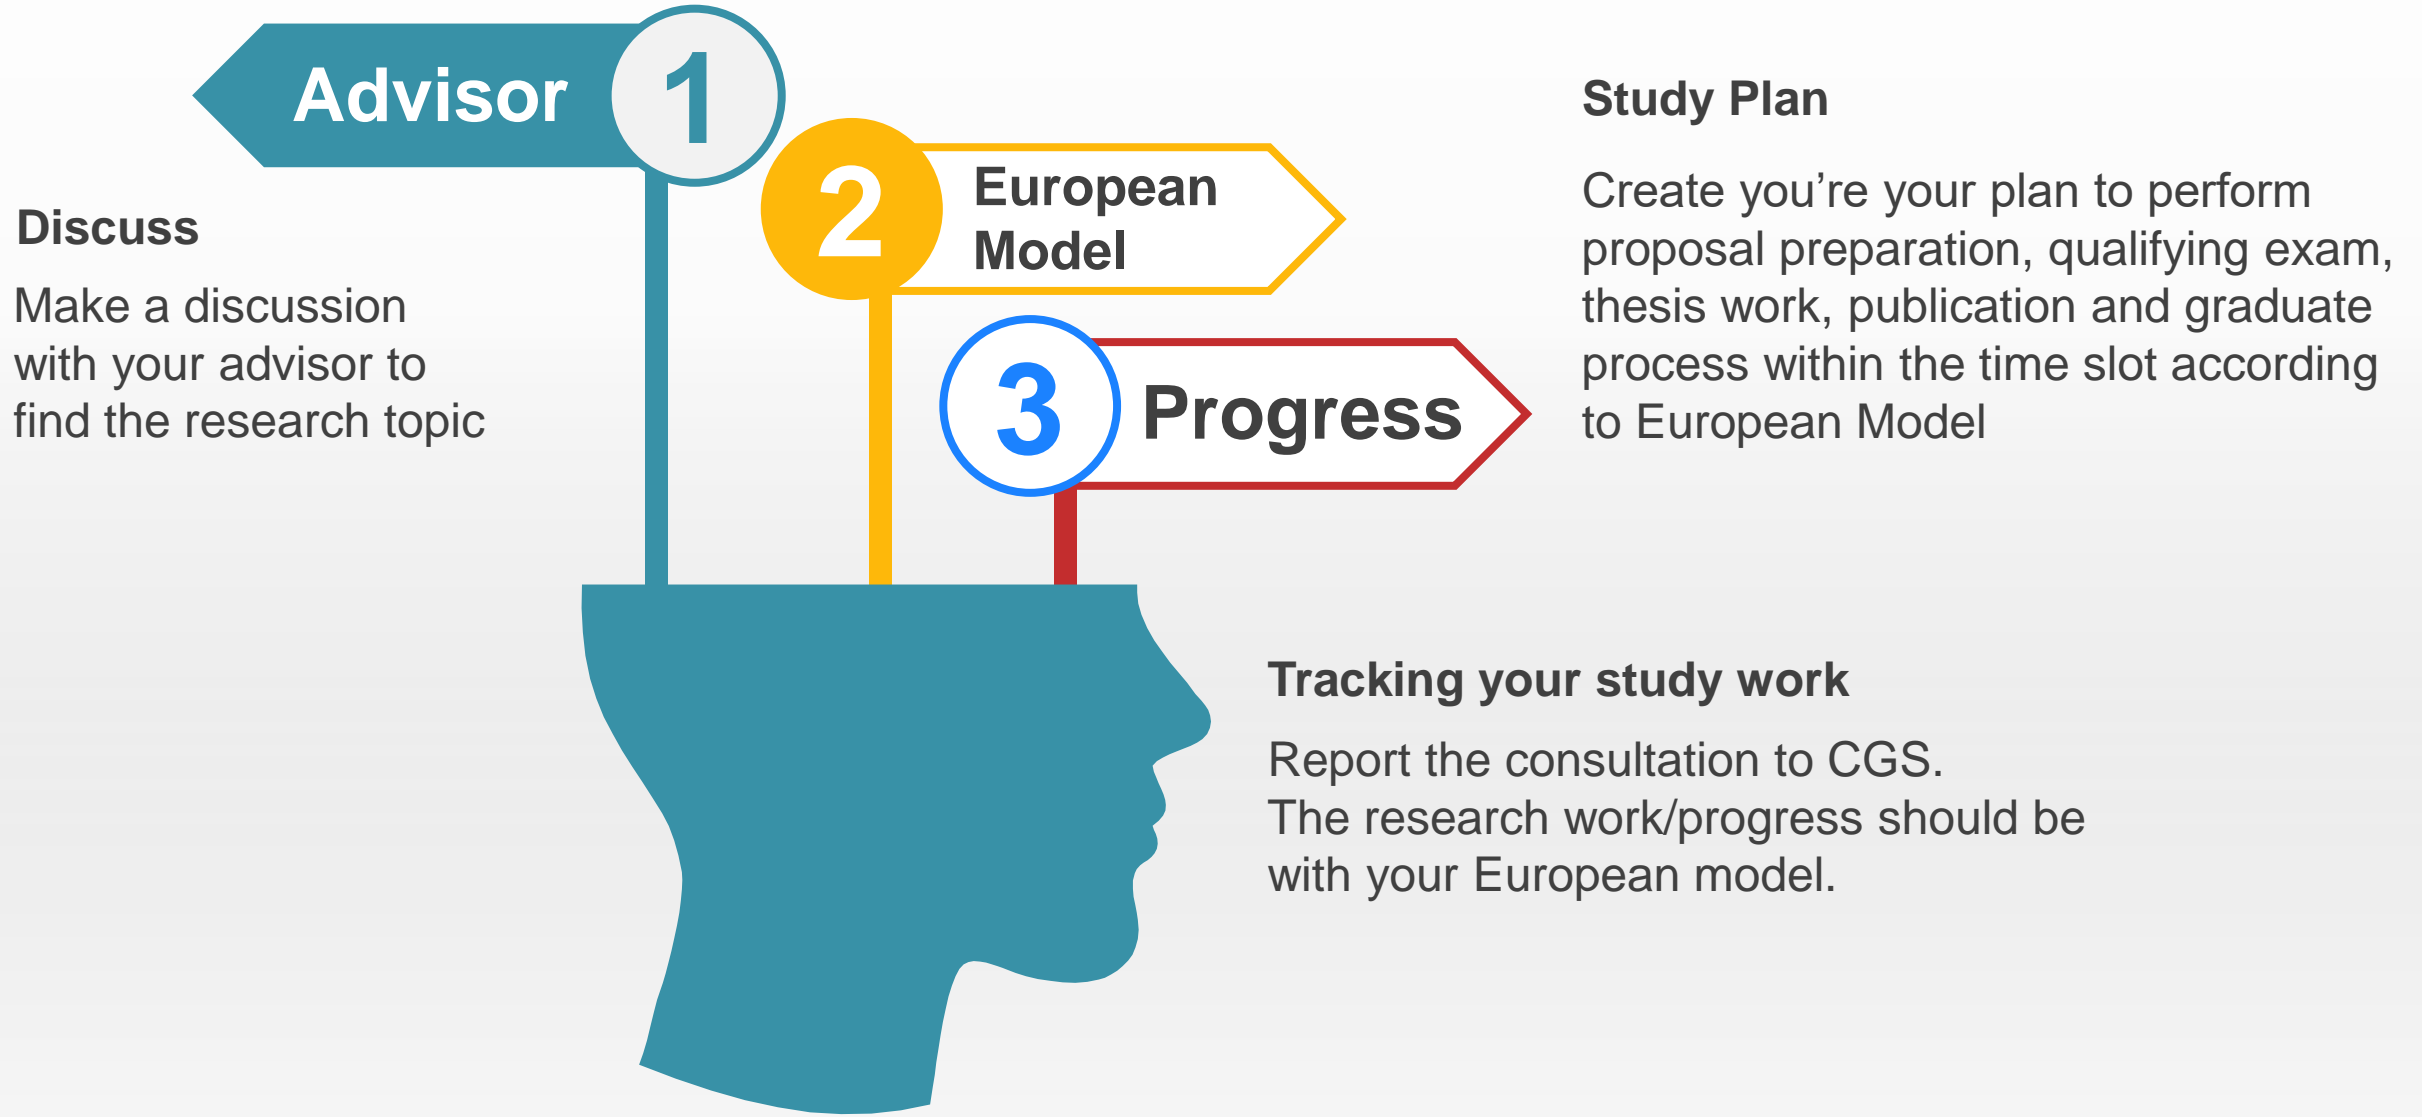 Advisor 1
Discuss
Make a discussion
with your advisor to
find the research topic
2 European
Model
Study Plan
Create you’re your plan to perform
proposal preparation, qualifying exam,
thesis work, publication and graduate
process within the time slot according
to European Model
3 Progress
Tracking your study work
Report the consultation to CGS.
The research work/progress should be
with your European model.